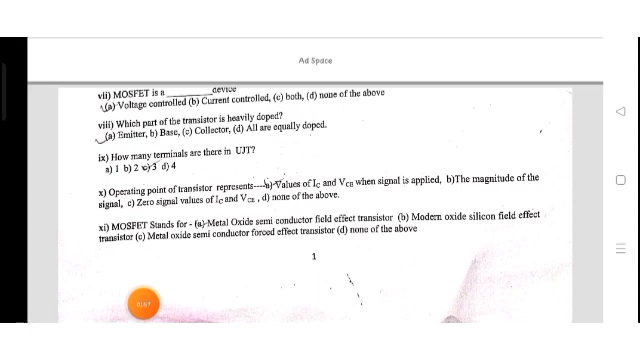 Ad Space
vii) MOSFET is a ________device
(a) Voltage controlled (b) Current controlled, (c) both, (d) none of the above
viii) Which part of the transistor is heavily doped?
(a) Emitter, b) Base, (c) Collector, (d) All are equally doped.
ix) How many terminals are there in UJT?
a) 1 b) 2 c) 3 d) 4
x) Operating point of transistor represents----a) Values of IC and VCE when signal is applied, b)The magnitude of the
signal, c) Zero signal values of IC and VCE , d) none of the above.
xi) MOSFET Stands for - (a) Metal Oxide semi conductor field effect transistor (b) Modern oxide silicon field effect
transistor (c) Metal oxide semi conductor forced effect transistor (d) none of the above
1